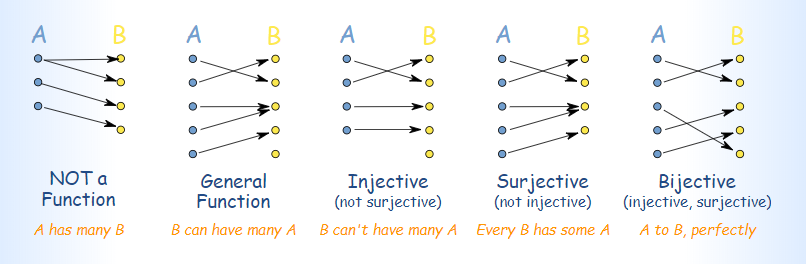 A B
A B
A B
A B
A B
NOT a
Function
A has many B
General
Function
B can have many A
Injective
(not surjective)
B can't have many A
Surjective
(not injective)
Every B has some A
Bijective
(injective, surjective)
A to B, perfectly